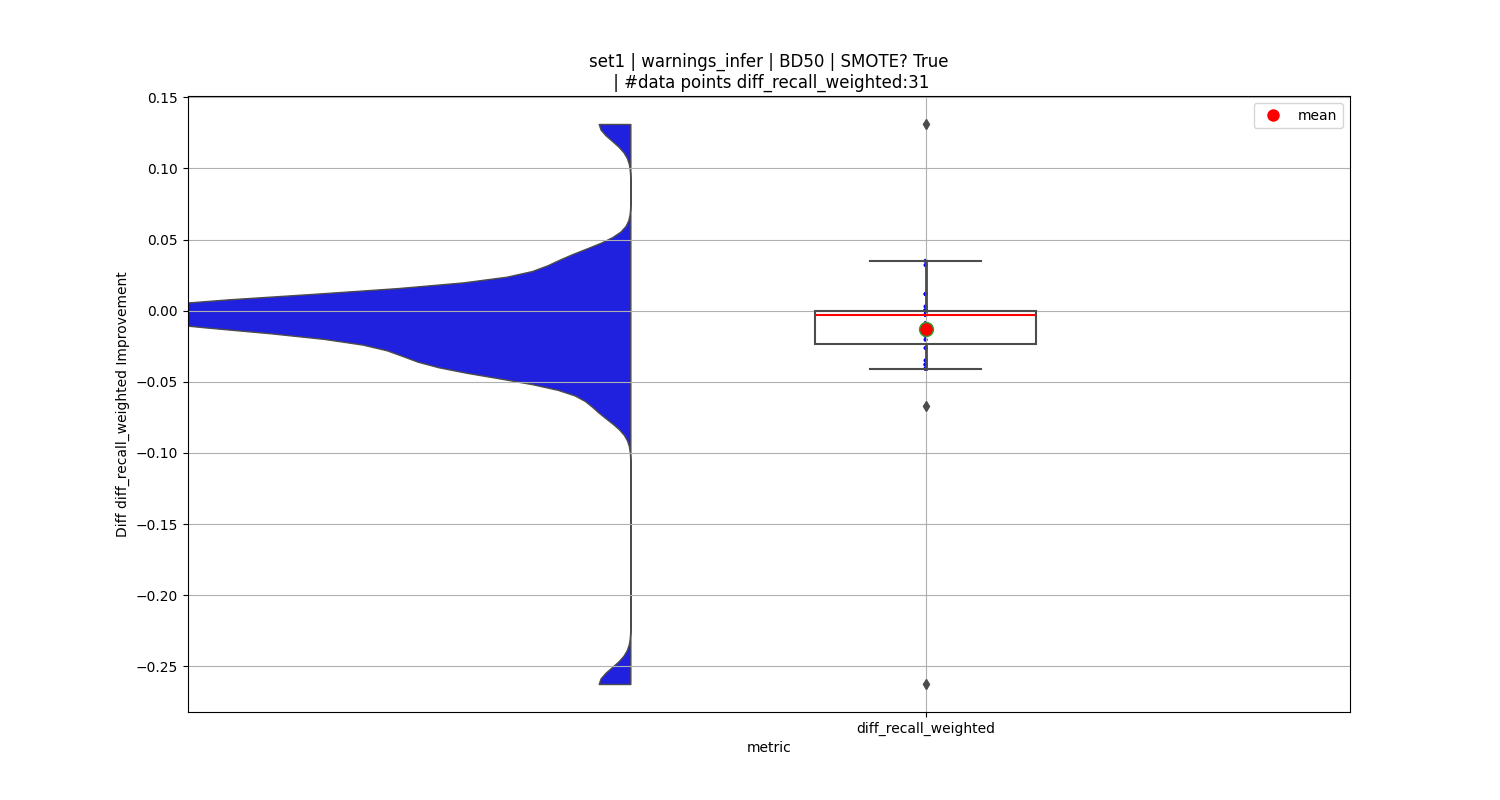 set1 | warnings_infer | BD50 | SMOTE? True
| #data points diff_recall_weighted:31
mean
0.15
0.10
0.05
0.00
−0.05
−0.10
−0.15
−0.20
−0.25
Diff diff_recall_weighted Improvement
diff_recall_weighted
metric